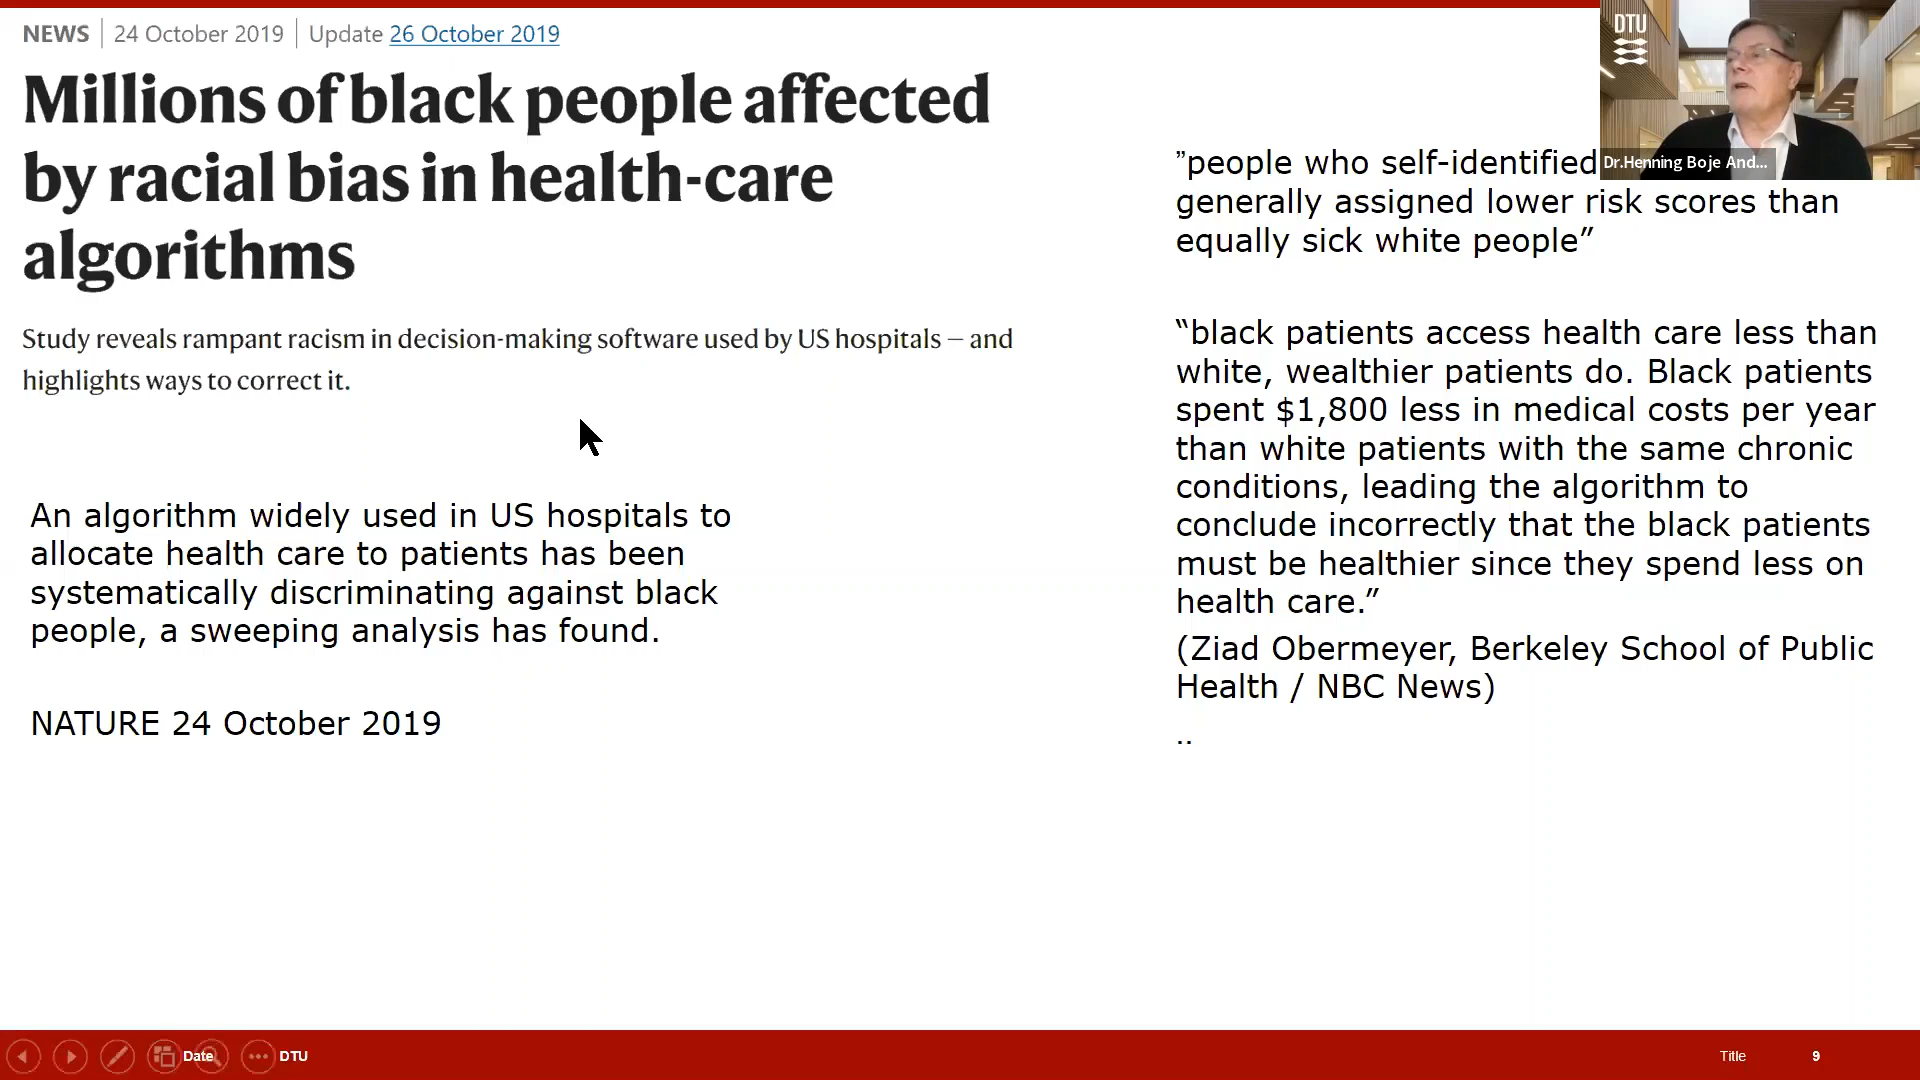 NEWS | 24 October 2019 | Update 26 October 2019
Millions of black people affected
by racial bias in health-care
algorithms
Study reveals rampant racism in decision-making software used by US hospitals — and
highlights ways to correct it.
An algorithm widely used in US hospitals to
allocate health care to patients has been
systematically discriminating against black
people, a sweeping analysis has found.
NATURE 24 October 2019
DTU
Dr.Henning Boje And...
”people who self-identified
generally assigned lower risk scores than
equally sick white people”
“black patients access health care less than
white, wealthier patients do. Black patients
spent $1,800 less in medical costs per year
than white patients with the same chronic
conditions, leading the algorithm to
conclude incorrectly that the black patients
must be healthier since they spend less on
health care.”
(Ziad Obermeyer, Berkeley School of Public
Health / NBC News)
..
Date
DTU
Title
9